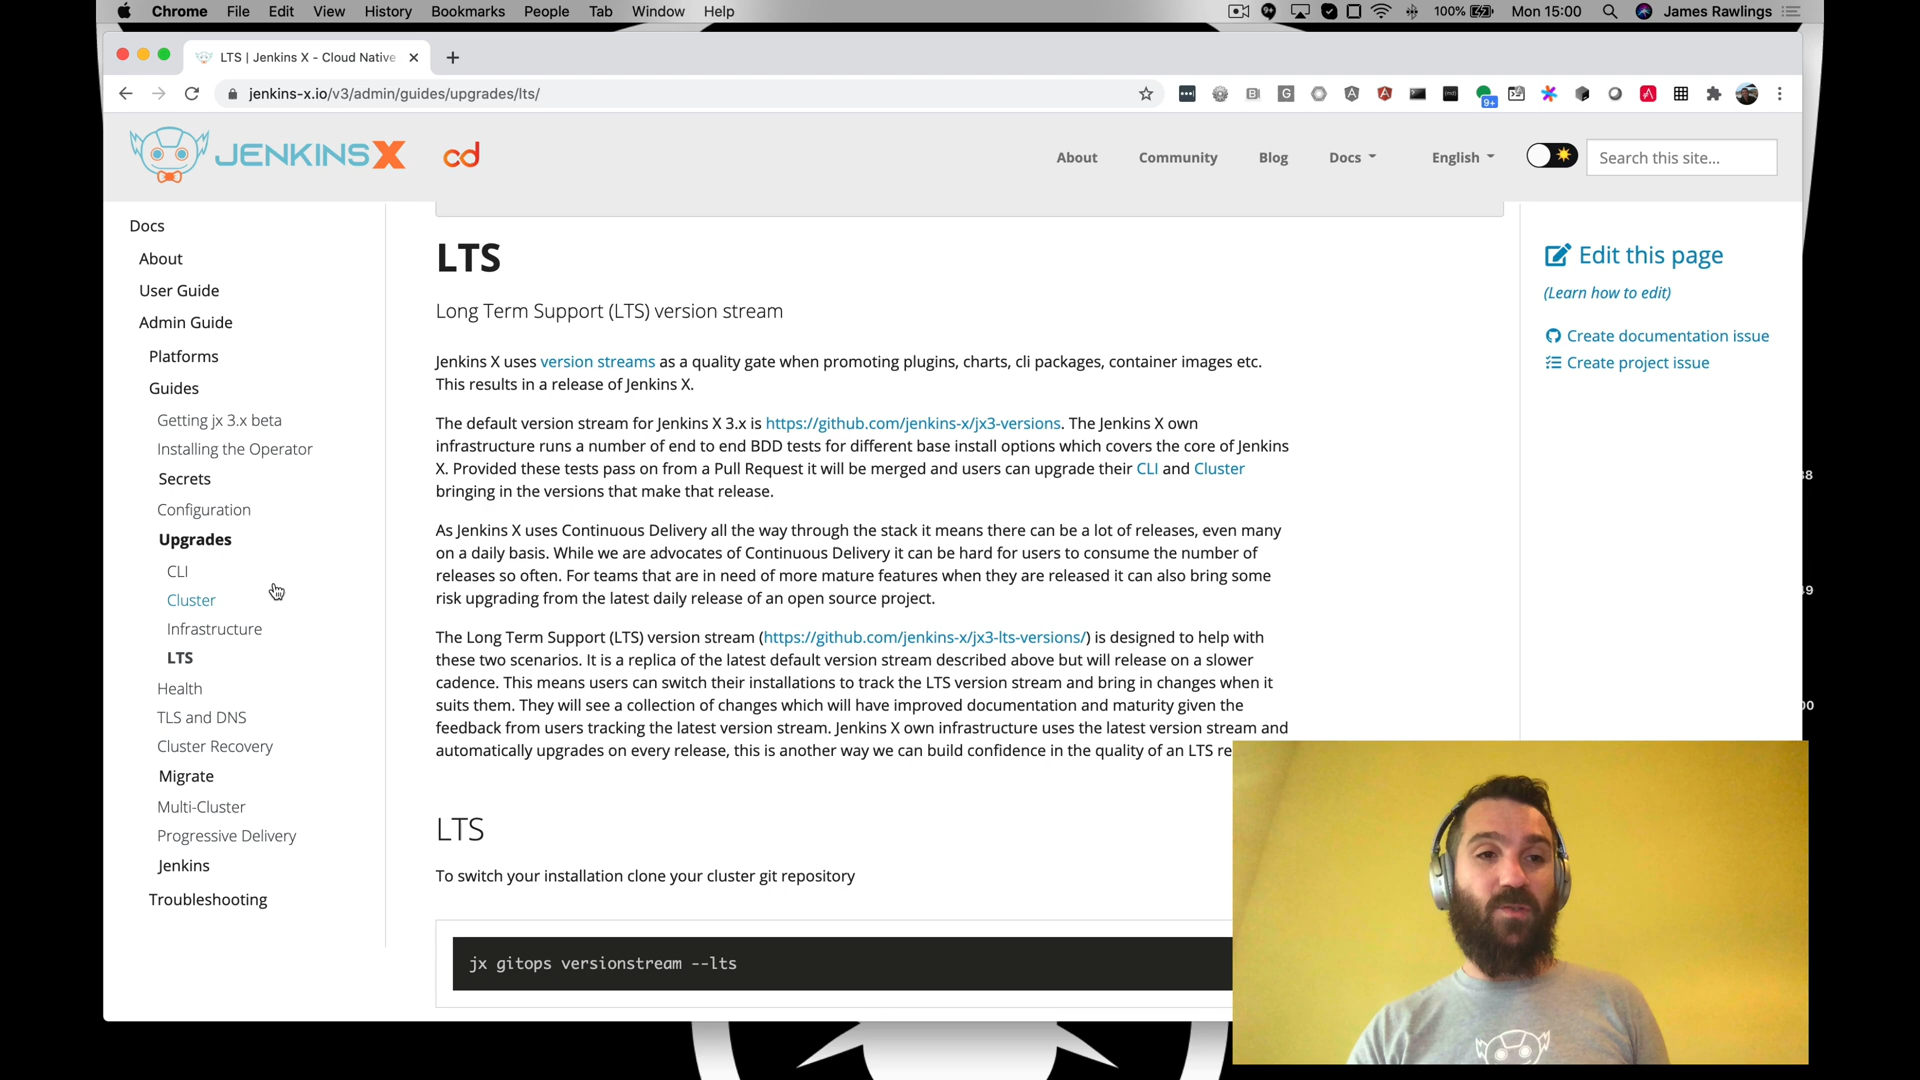 Chrome File Edit View History Bookmarks People Tab Window Help
100% Mon 15:00 James Rawlings
LTS | Jenkins X - Cloud Native
jenkins-x.io/v3/admin/guides/upgrades/lts/
9+
JENKINS X cd
About Community Blog Docs English
Search this site...
Docs
About
User Guide
Admin Guide
Platforms
Guides
Getting jx 3.x beta
Installing the Operator
Secrets
Configuration
Upgrades
CLI
Cluster
Infrastructure
LTS
Health
TLS and DNS
Cluster Recovery
Migrate
Multi-Cluster
Progressive Delivery
Jenkins
Troubleshooting
LTS
Long Term Support (LTS) version stream
Jenkins X uses version streams as a quality gate when promoting plugins, charts, cli packages, container images etc.
This results in a release of Jenkins X.
The default version stream for Jenkins X 3.x is https://github.com/jenkins-x/jx3-versions. The Jenkins X own
infrastructure runs a number of end to end BDD tests for different base install options which covers the core of Jenkins
X. Provided these tests pass on from a Pull Request it will be merged and users can upgrade their CLI and Cluster
bringing in the versions that make that release.
As Jenkins X uses Continuous Delivery all the way through the stack it means there can be a lot of releases, even many
on a daily basis. While we are advocates of Continuous Delivery it can be hard for users to consume the number of
releases so often. For teams that are in need of more mature features when they are released it can also bring some
risk upgrading from the latest daily release of an open source project.
The Long Term Support (LTS) version stream (https://github.com/jenkins-x/jx3-lts-versions/) is designed to help with
these two scenarios. It is a replica of the latest default version stream described above but will release on a slower
cadence. This means users can switch their installations to track the LTS version stream and bring in changes when it
suits them. They will see a collection of changes which will have improved documentation and maturity given the
feedback from users tracking the latest version stream. Jenkins X own infrastructure uses the latest version stream and
automatically upgrades on every release, this is another way we can build confidence in the quality of an LTS re
LTS
To switch your installation clone your cluster git repository
jx gitops versionstream --lts
Edit this page
(Learn how to edit)
Create documentation issue
Create project issue